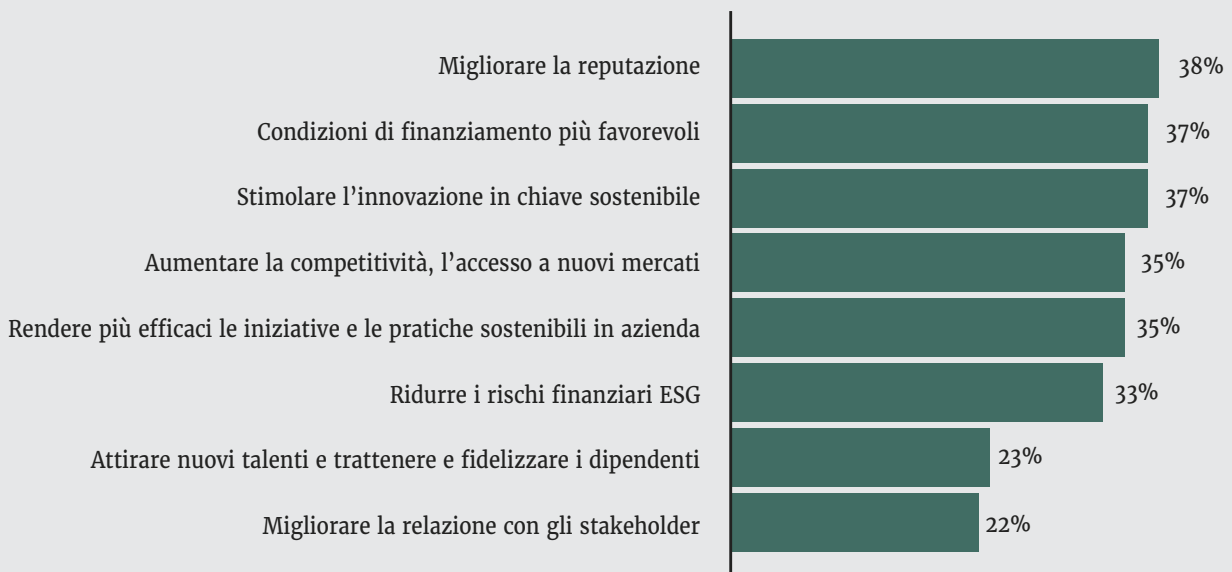 Migliorare la reputazione 38%
Condizioni di finanziamento più favorevoli 37%
Stimolare l’innovazione in chiave sostenibile 37%
Aumentare la competitività, l’accesso a nuovi mercati 35%
Rendere più efficaci le iniziative e le pratiche sostenibili in azienda 35%
Ridurre i rischi finanziari ESG 33%
Attirare nuovi talenti e trattenere e fidelizzare i dipendenti 23%
Migliorare la relazione con gli stakeholder 22%